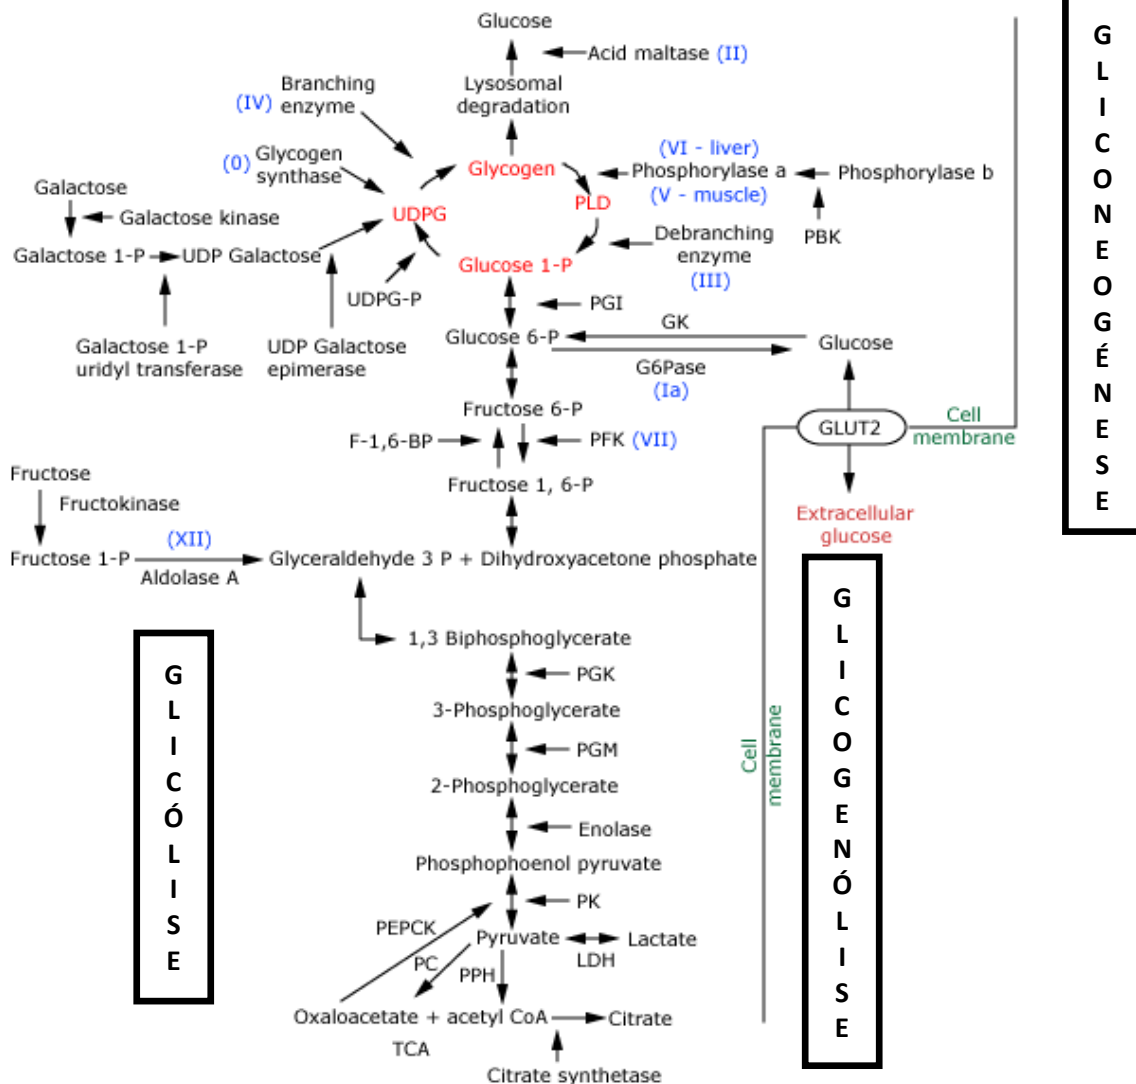 Glucose
Acid maltase (II)
Lysosomal
degradation
Branching
(IV) enzyme
(VI - liver)
Glycogen
Phosphorylase a
Phosphorylase b
(V - muscle)
(0) Glycogen
synthase
Galactose
UDPG
PLD
Galactose kinase
PBK
Debranching
enzyme
(III)
Galactose 1-P
UDP Galactose
Glucose 1-P
UDPG-P
PGI
Glucose 6-P
GK
Glucose
G6Pase
(Ia)
Galactose 1-P
uridyl transferase
UDP Galactose
epimerase
Fructose 6-P
F-1,6-BP
PFK (VII)
GLUT2
Cell
membrane
Fructose
Fructokinase
Fructose 1, 6-P
Extracellular
glucose
Fructose 1-P
(XII)
Aldolase A
Glyceraldehyde 3 P + Dihydroxyacetone phosphate
1,3 Biphosphoglycerate
PGK
3-Phosphoglycerate
PGM
2-Phosphoglycerate
Enolase
Phosphophoenol pyruvate
PK
PEPCK
Pyruvate
Lactate
LDH
PC
PPH
Oxaloacetate + acetyl CoA
Citrate
TCA
Citrate synthetase
Cell
membrane
GLICÓLISE
GLICOGENÓLISE
GLICONEOGÉNESE